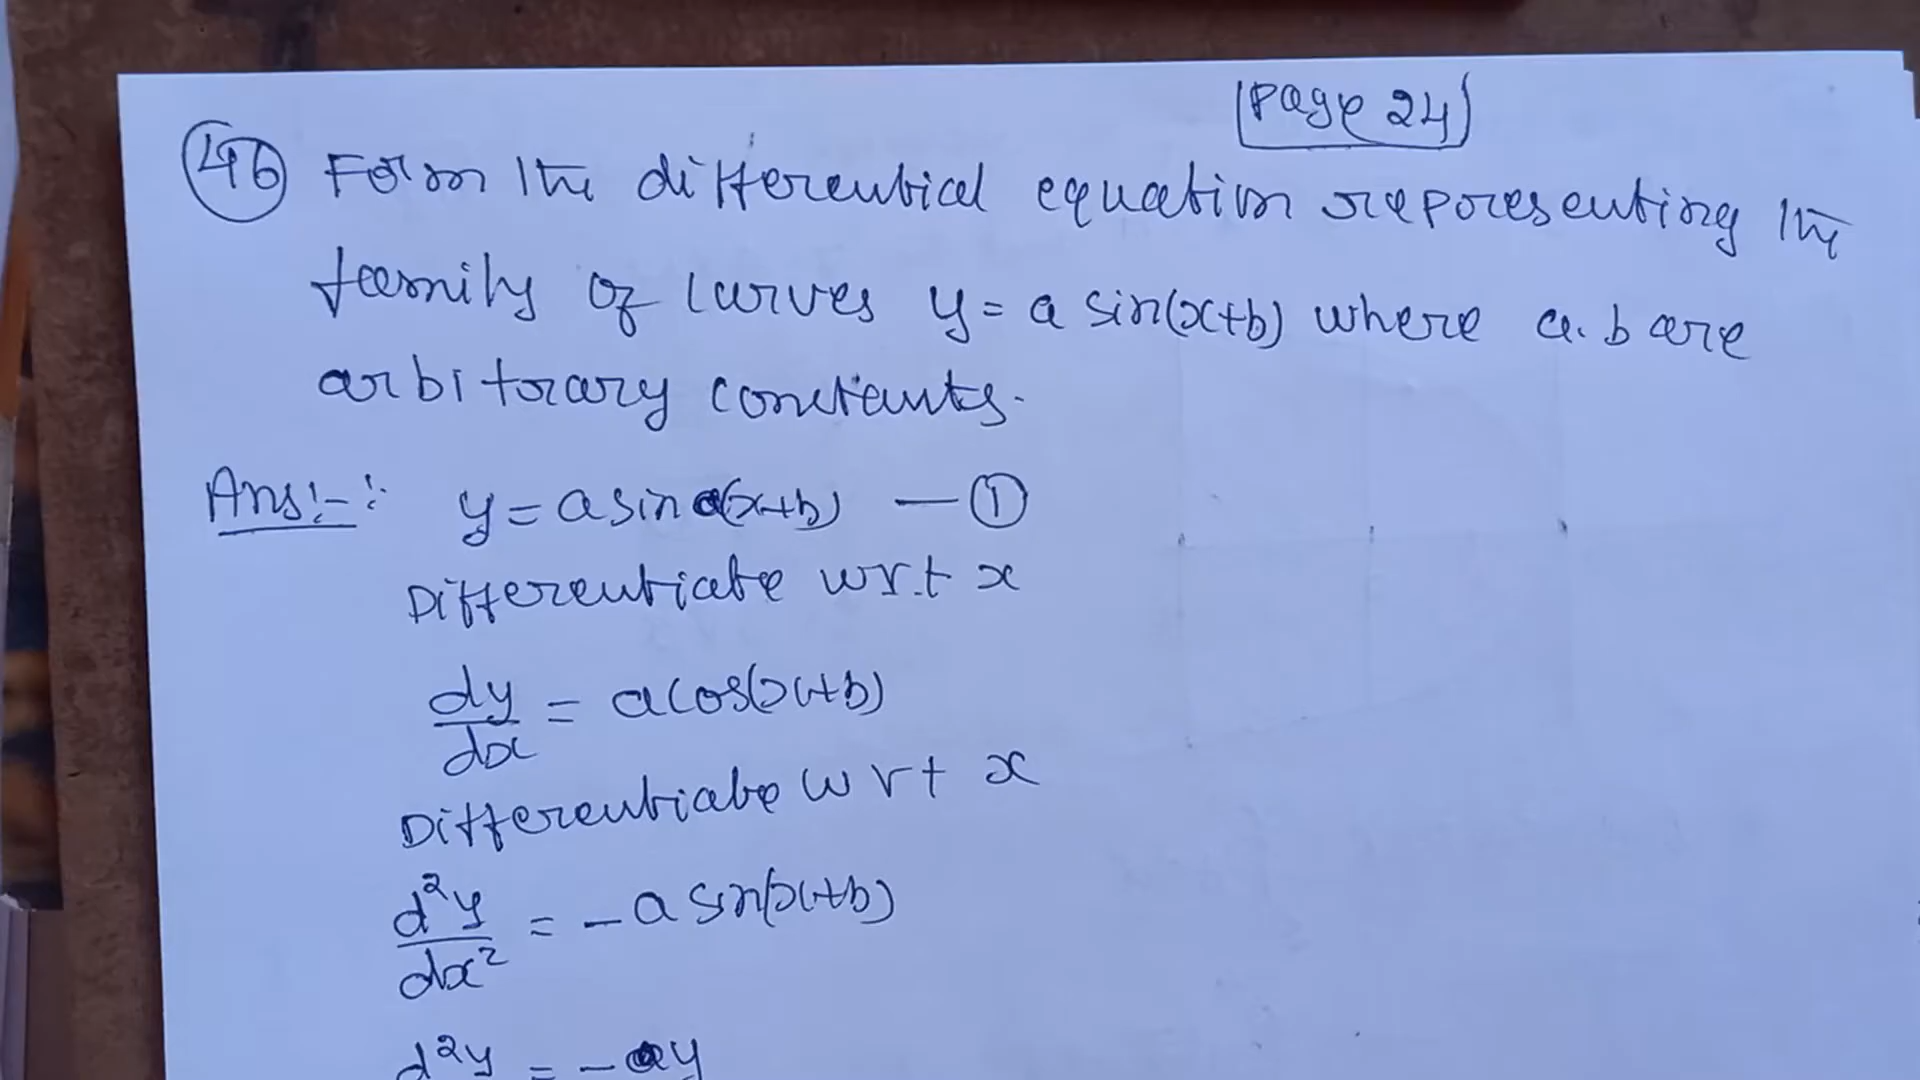 [Page 24]
(46) Form the differential equation representing the
family of curves y = a sin(x+b) where a, b are
arbitrary constants.
Ans:- : y = a sin (x+b) — (1)
Differentiate w.r.t x
dy/dx = a cos(x+b)
Differentiate w r t x
d²y/dx² = - a sin(x+b)
d²y = - y